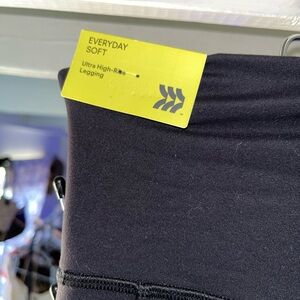 EVERYDAY
SOFT
Ultra High-Rise
Legging